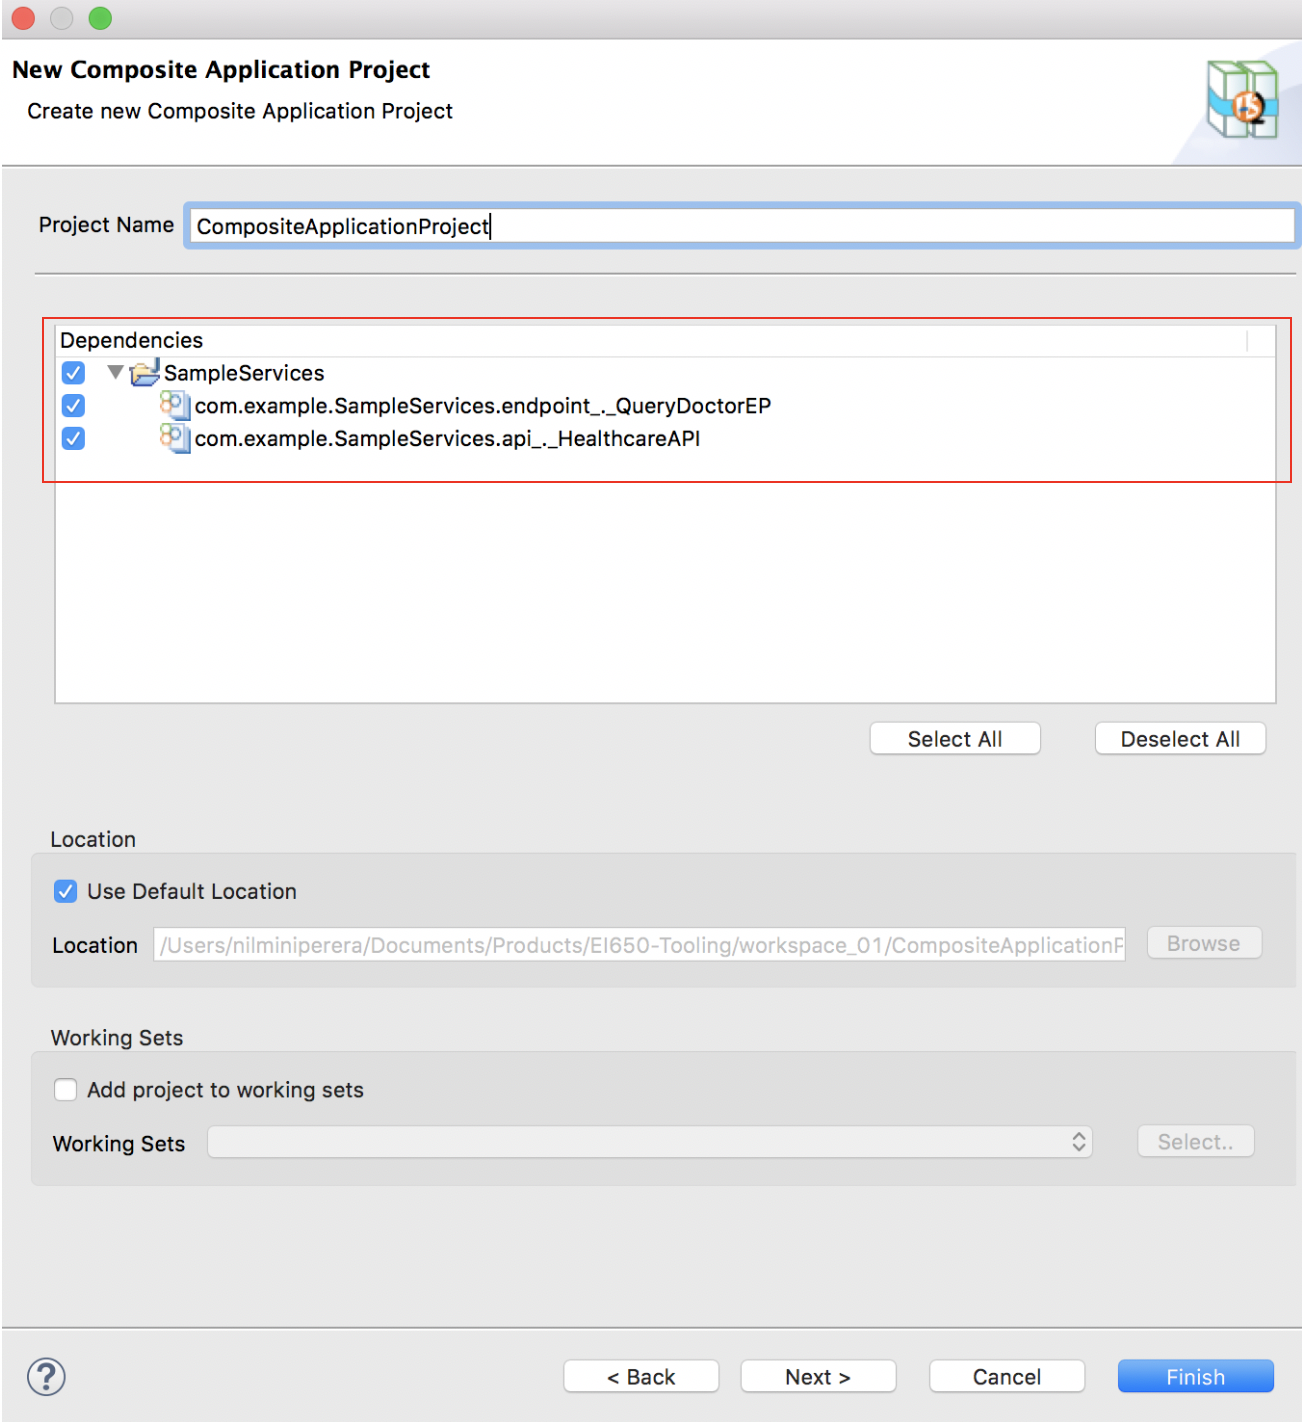 New Composite Application Project
Create new Composite Application Project
Project Name CompositeApplicationProject
Dependencies
SampleServices
com.example.SampleServices.endpoint_._QueryDoctorEP
com.example.SampleServices.api_._HealthcareAPI
Select All Deselect All
Location
Use Default Location
Location /Users/nilminiperera/Documents/Products/EI650-Tooling/workspace_01/CompositeApplicationP Browse
Working Sets
Add project to working sets
Working Sets Select..
? < Back Next > Cancel Finish